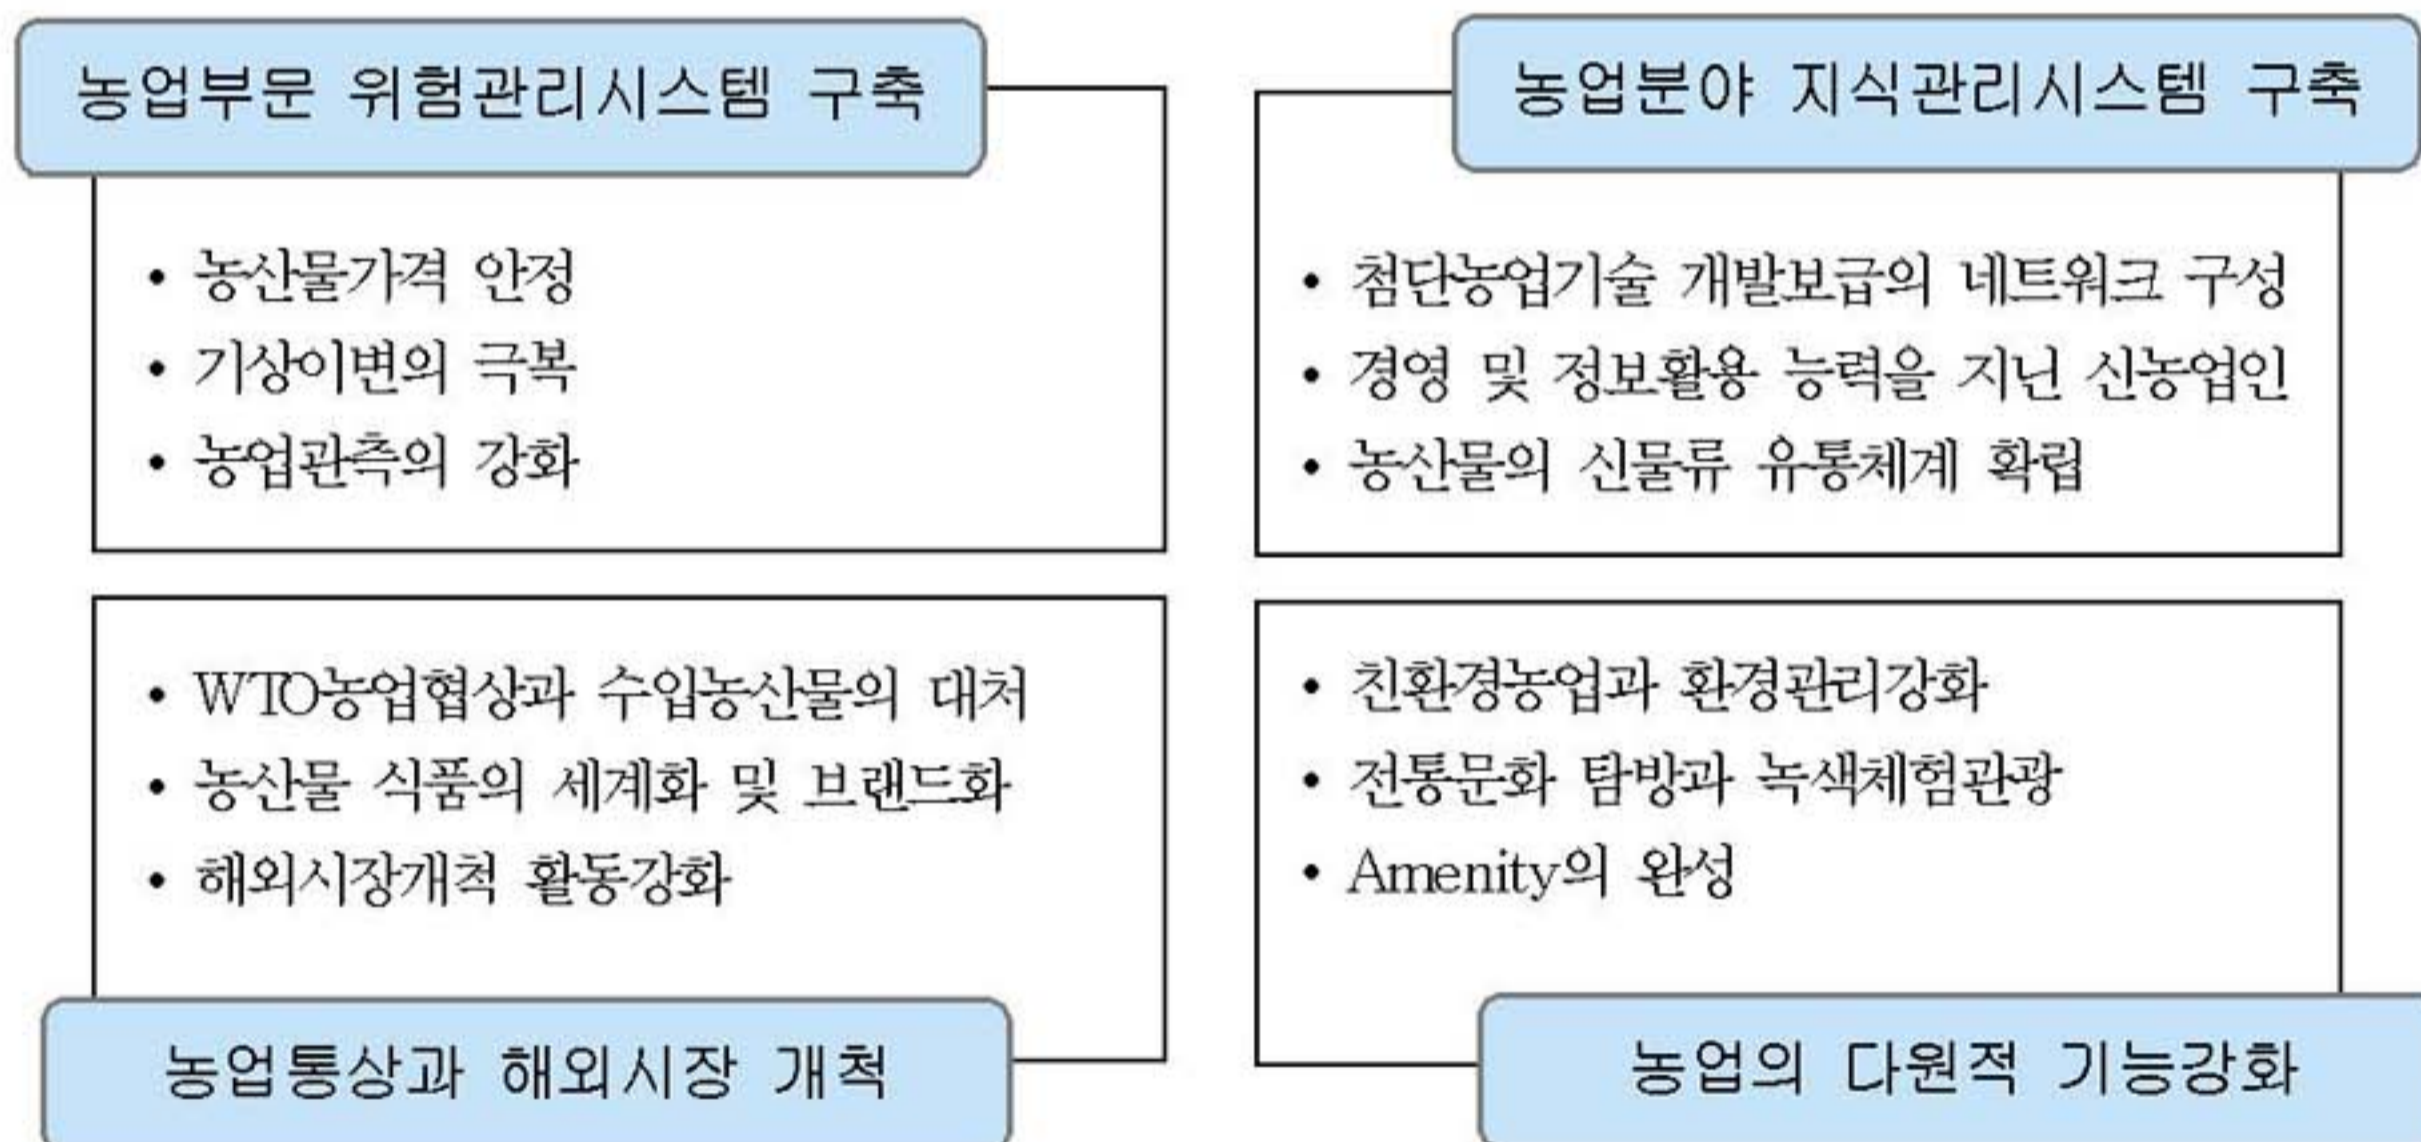 농업부문 위험관리시스템 구축
• 농산물가격 안정
• 기상이변의 극복
• 농업관측의 강화
농업분야 지식관리시스템 구축
• 첨단농업기술 개발보급의 네트워크 구성
• 경영 및 정보활용 능력을 지닌 신농업인
• 농산물의 신물류 유통체계 확립
• WTO농업협상과 수입농산물의 대처
• 농산물 식품의 세계화 및 브랜드화
• 해외시장개척 활동강화
농업통상과 해외시장 개척
• 친환경농업과 환경관리강화
• 전통문화 탐방과 녹색체험관광
• Amenity의 완성
농업의 다원적 기능강화